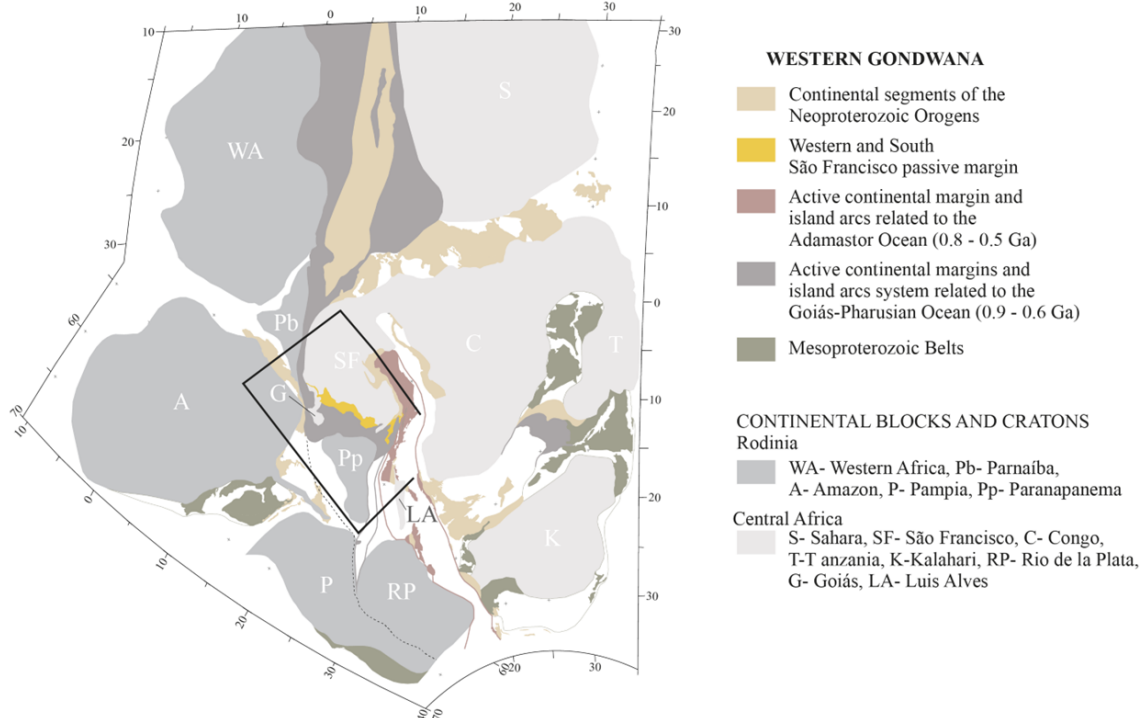 10
0
10
20
30
10
WA
S
30
20
20
10
30
0
60
Pb
SF
C
T
G
A
10
Pp
70
10
0
20
LA
K
10
P
RP
30
20
30
60
20
30
40
70
WESTERN GONDWANA
Continental segments of the
Neoproterozoic Orogens
Western and South
São Francisco passive margin
Active continental margin and
island arcs related to the
Adamastor Ocean (0.8 - 0.5 Ga)
Active continental margins and
island arcs system related to the
Goiás-Pharusian Ocean (0.9 - 0.6 Ga)
Mesoproterozoic Belts
CONTINENTAL BLOCKS AND CRATONS
Rodinia
WA- Western Africa, Pb- Parnaíba,
A- Amazon, P- Pampia, Pp- Paranapanema
Central Africa
S- Sahara, SF- São Francisco, C- Congo,
T-T anzania, K-Kalahari, RP- Rio de la Plata,
G- Goiás, LA- Luis Alves